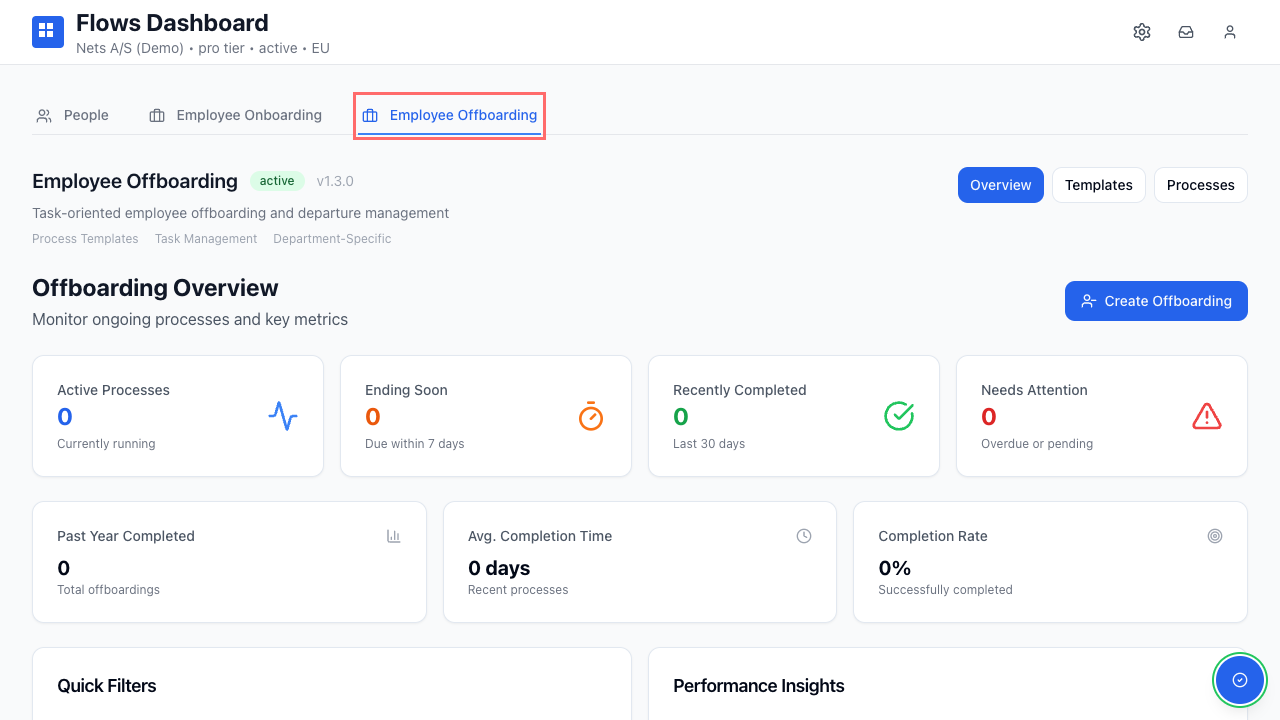 Flows Dashboard
Nets A/S (Demo) • pro tier • active • EU
People
Employee Onboarding
Employee Offboarding
Employee Offboarding active v1.3.0
Overview
Templates
Processes
Task-oriented employee offboarding and departure management
Process Templates Task Management Department-Specific
Offboarding Overview
Monitor ongoing processes and key metrics
Create Offboarding
Active Processes
0
Currently running
Ending Soon
0
Due within 7 days
Recently Completed
0
Last 30 days
Needs Attention
0
Overdue or pending
Past Year Completed
0
Total offboardings
Avg. Completion Time
0 days
Recent processes
Completion Rate
0%
Successfully completed
Quick Filters
Performance Insights